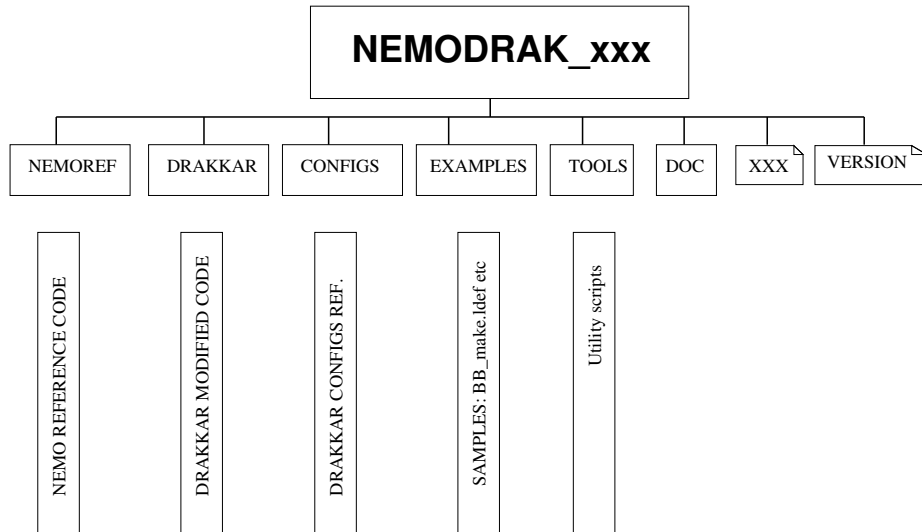 NEMODRAK_xxx
NEMOREF
DRAKKAR
CONFIGS
EXAMPLES
TOOLS
DOC
XXX
VERSION
NEMO REFERENCE CODE
DRAKKAR MODIFIED CODE
DRAKKAR CONFIGS REF.
SAMPLES: BB_make.ldef etc
Utility scripts